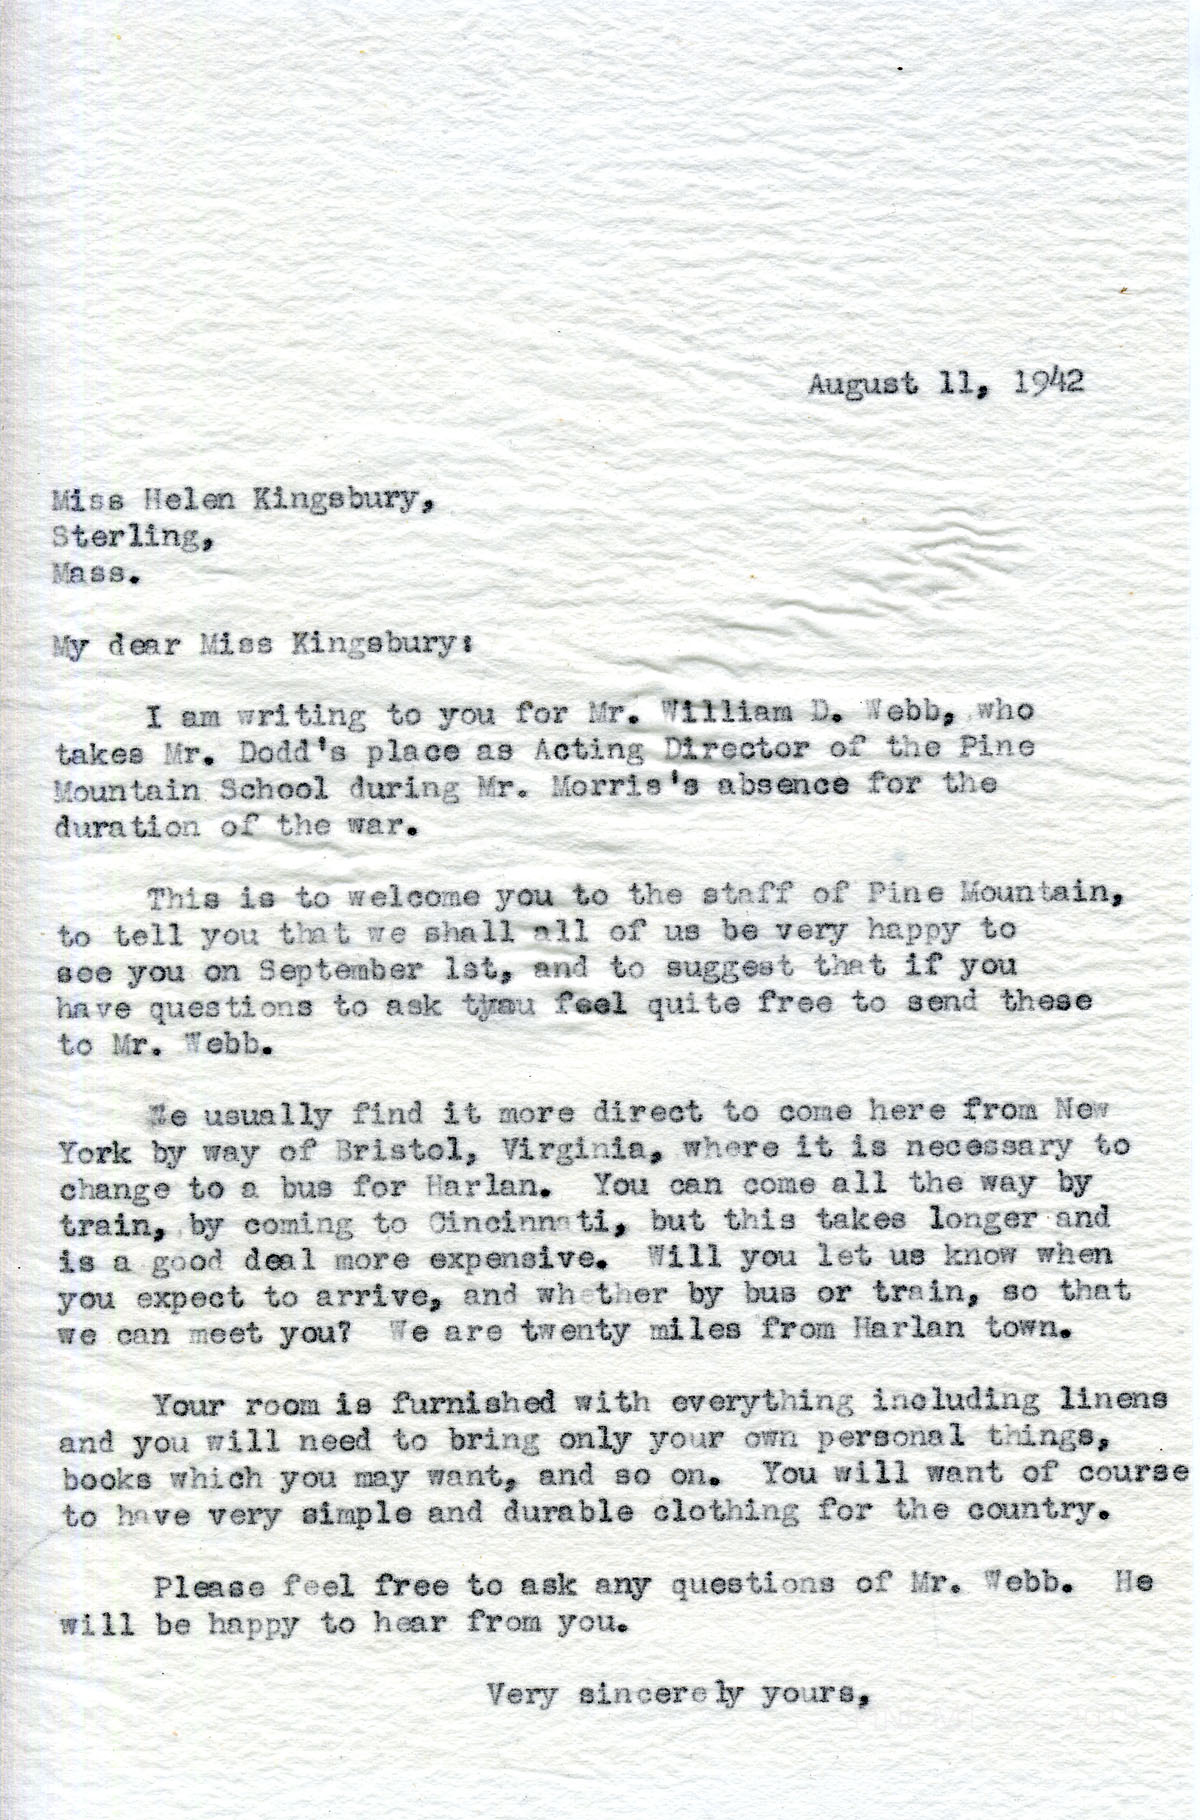 August 11, 1942
Miss Helen Kingsbury,
Sterling,
Mass.
My dear Miss Kingsbury:
I am writing to you for Mr. William D. Webb, who
takes Mr. Dodd's place as Acting Director of the Pine
Mountain School during Mr. Morris's absence for the
duration of the war.
This is to welcome you to the staff of Pine Mountain,
to tell you that we shall all of us be very happy to
see you on September 1st, and to suggest that if you
have questions to ask you feel quite free to send these
to Mr. Webb.
We usually find it more direct to come here from New
York by way of Bristol, Virginia, where it is necessary to
change to a bus for Harlan. You can come all the way by
train, by coming to Cincinnati, but this takes longer and
is a good deal more expensive. Will you let us know when
you expect to arrive, and whether by bus or train, so that
we can meet you? We are twenty miles from Harlan town.
Your room is furnished with everything including linens
and you will need to bring only your own personal things,
books which you may want, and so on. You will want of course
to have very simple and durable clothing for the country.
Please feel free to ask any questions of Mr. Webb. He
will be happy to hear from you.
Very sincerely yours,